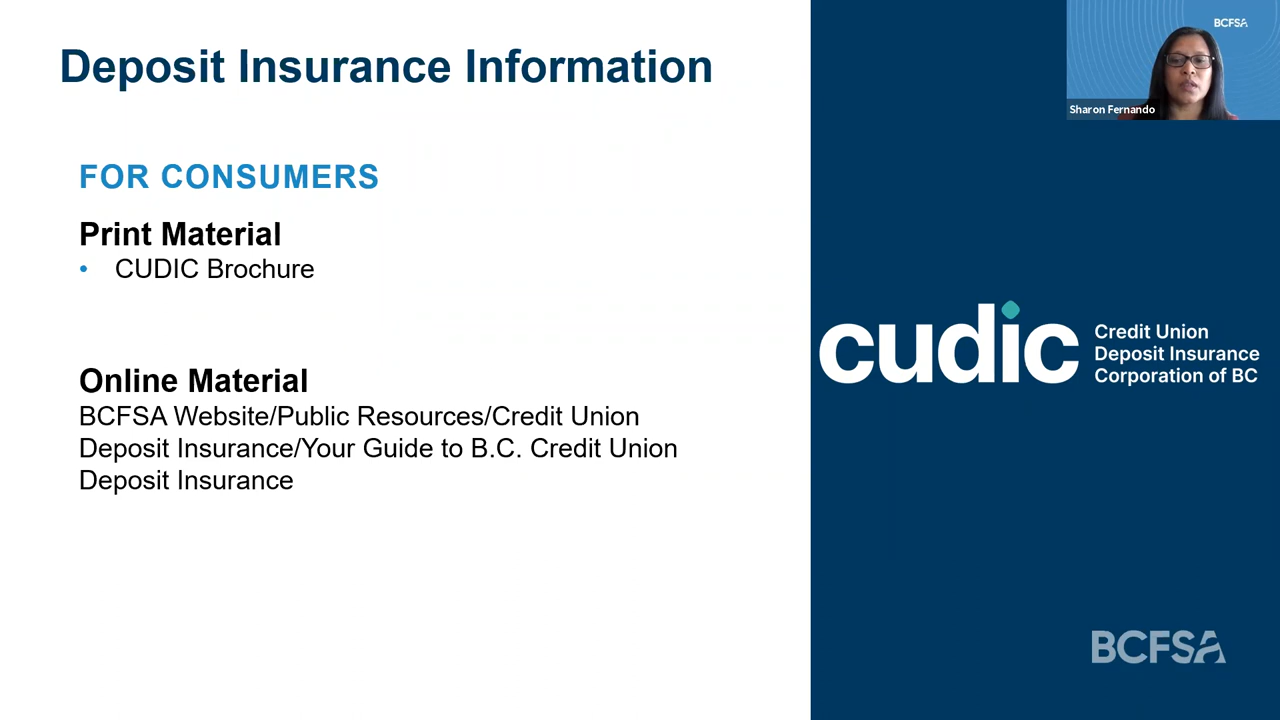 Deposit Insurance Information
FOR CONSUMERS
Print Material
• CUDIC Brochure
Online Material
BCFSA Website/Public Resources/Credit Union
Deposit Insurance/Your Guide to B.C. Credit Union
Deposit Insurance
BCFSA
Sharon Fernando
cudic
Credit Union
Deposit Insurance
Corporation of BC
BCFSA